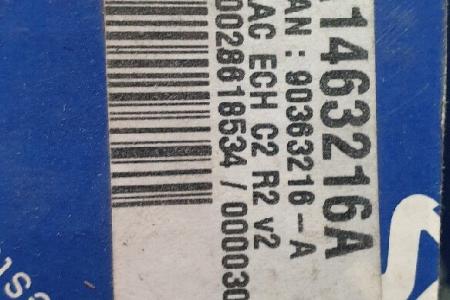 1463216A
AN : 90363216-A
AC ECH C2 R2 v2
0028618534 / 000030